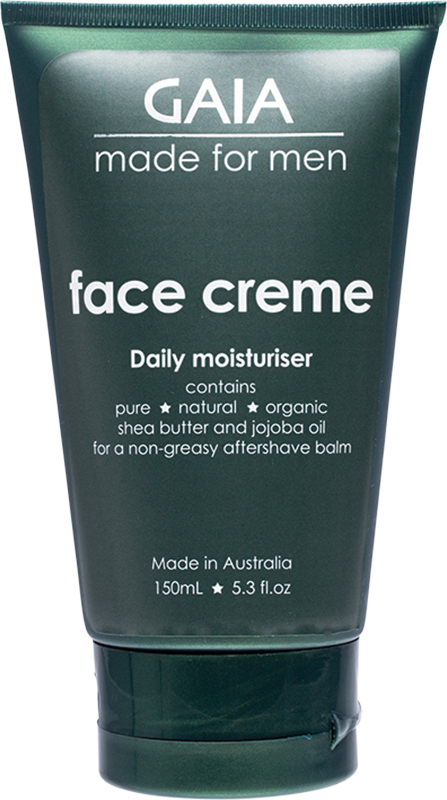 GAIA
made for men
face creme
Daily moisturiser
contains
pure ★ natural ★ organic
shea butter and jojoba oil
for a non-greasy aftershave balm
Made in Australia
150mL ★ 5.3 fl.oz